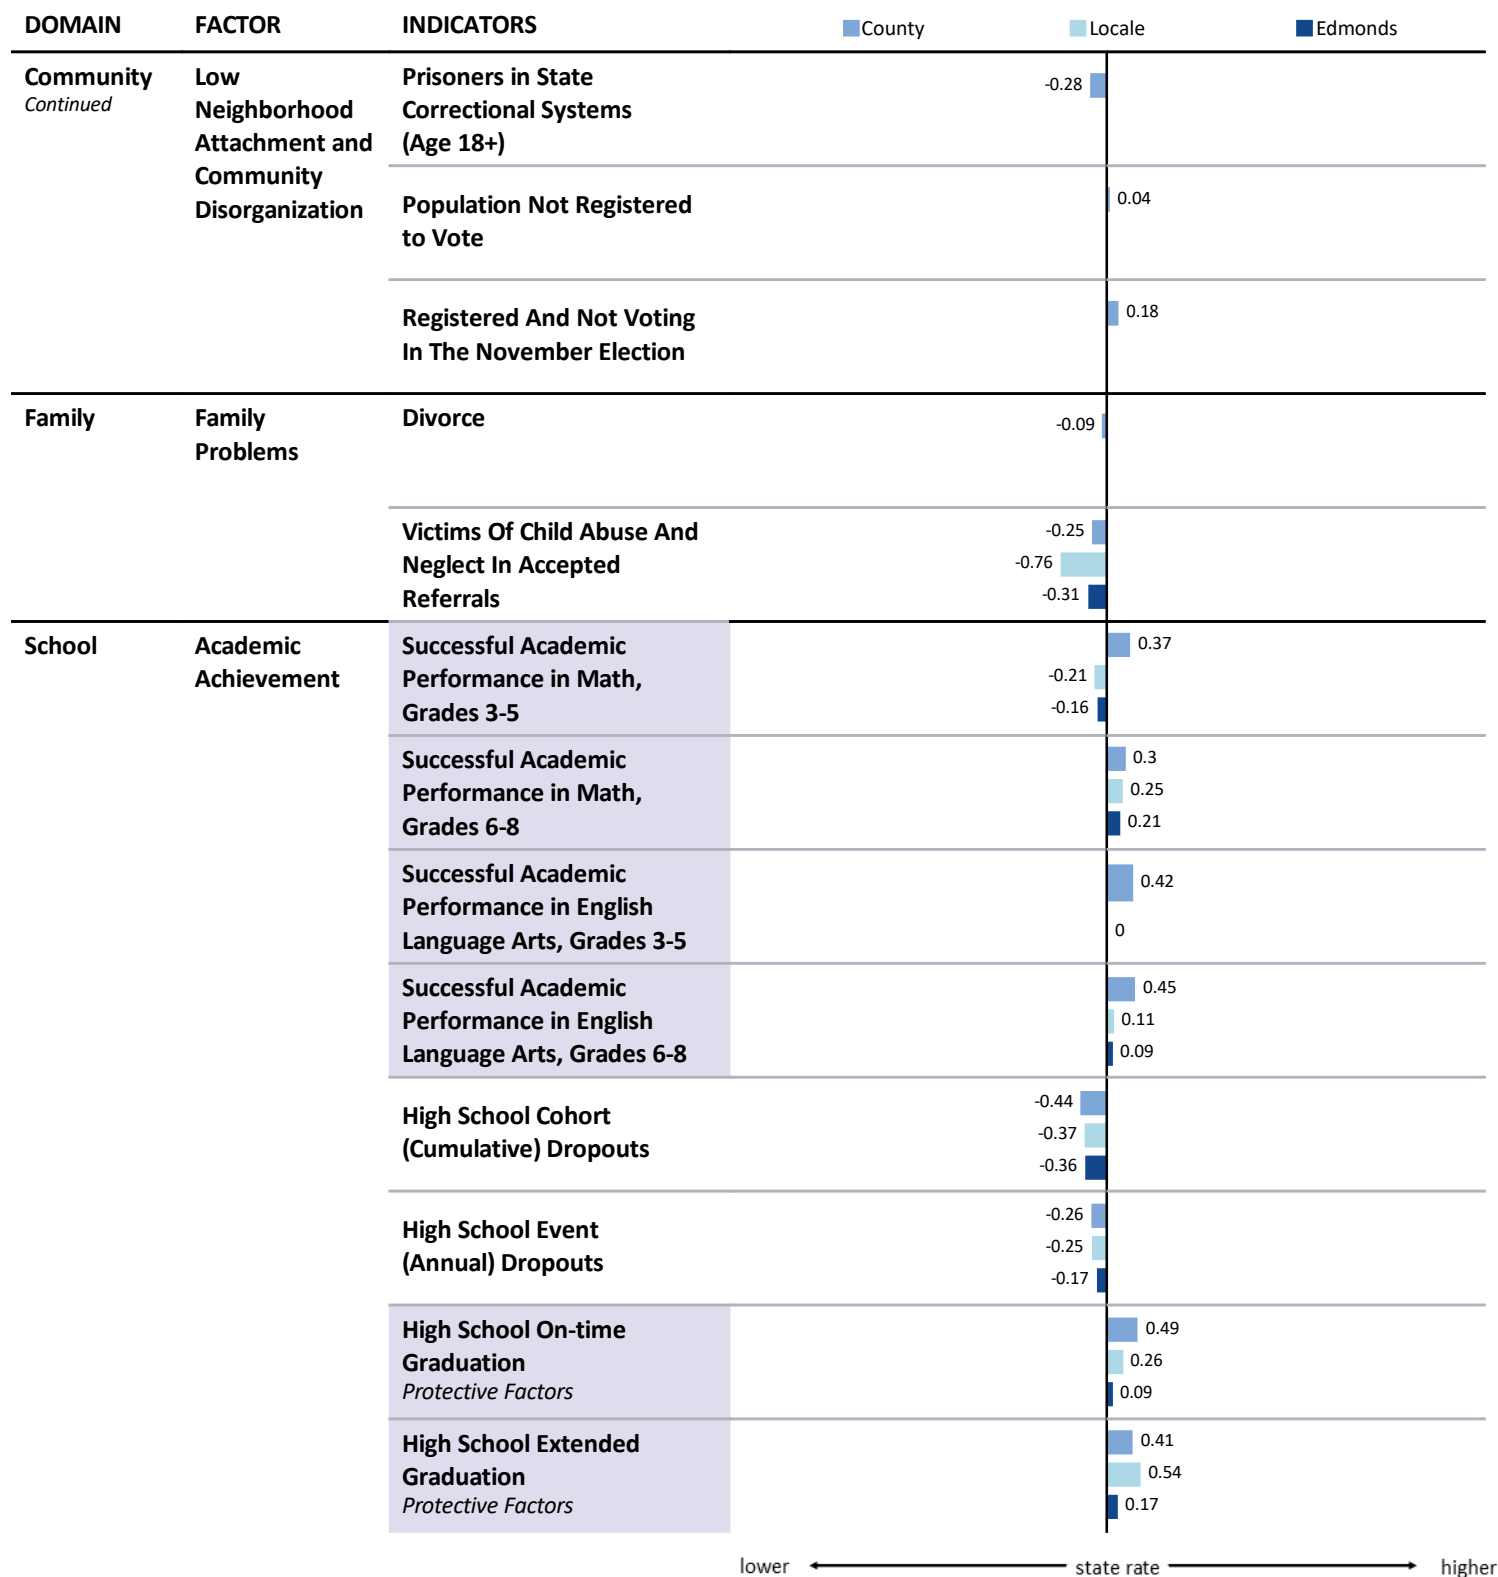 DOMAIN FACTOR INDICATORS County Locale Edmonds
Community
Continued
Low
Neighborhood
Attachment and
Community
Disorganization
Prisoners in State
Correctional Systems
(Age 18+)
-0.28
Population Not Registered
to Vote
0.04
Registered And Not Voting
In The November Election
0.18
Family
Family
Problems
Divorce
-0.09
Victims Of Child Abuse And
Neglect In Accepted
Referrals
-0.25
-0.76
-0.31
School
Academic
Achievement
Successful Academic
Performance in Math,
Grades 3-5
0.37
-0.21
-0.16
Successful Academic
Performance in Math,
Grades 6-8
0.3
0.25
0.21
Successful Academic
Performance in English
Language Arts, Grades 3-5
0.42
0
Successful Academic
Performance in English
Language Arts, Grades 6-8
0.45
0.11
0.09
High School Cohort
(Cumulative) Dropouts
-0.44
-0.37
-0.36
High School Event
(Annual) Dropouts
-0.26
-0.25
-0.17
High School On-time
Graduation
Protective Factors
0.49
0.26
0.09
High School Extended
Graduation
Protective Factors
0.41
0.54
0.17
lower state rate higher